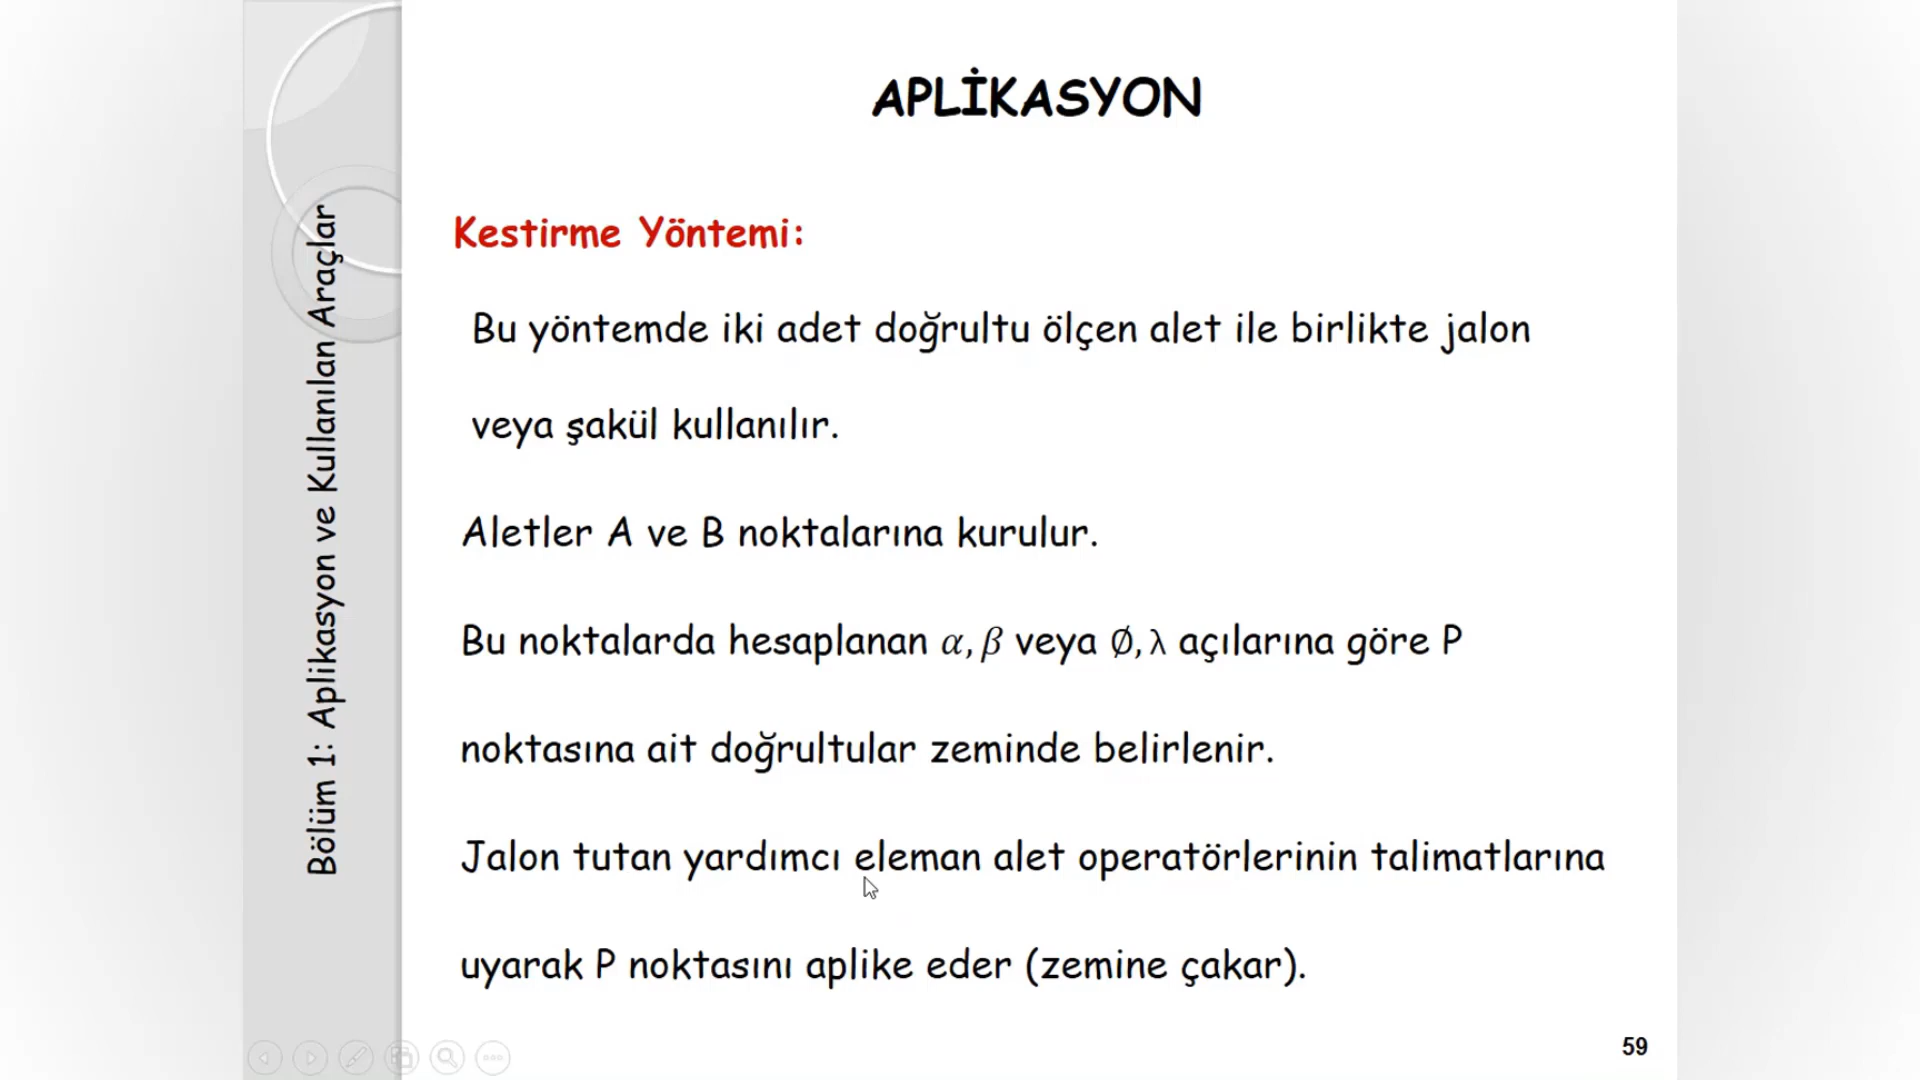 APLİKASYON
Bölüm 1: Aplikasyon ve Kullanılan Araçlar
Kestirme Yöntemi:
Bu yöntemde iki adet doğrultu ölçen alet ile birlikte jalon
veya şakül kullanılır.
Aletler A ve B noktalarına kurulur.
Bu noktalarda hesaplanan α, β veya Ø, λ açılarına göre P
noktasına ait doğrultular zeminde belirlenir.
Jalon tutan yardımcı eleman alet operatörlerinin talimatlarına
uyarak P noktasını aplike eder (zemine çakar).
59